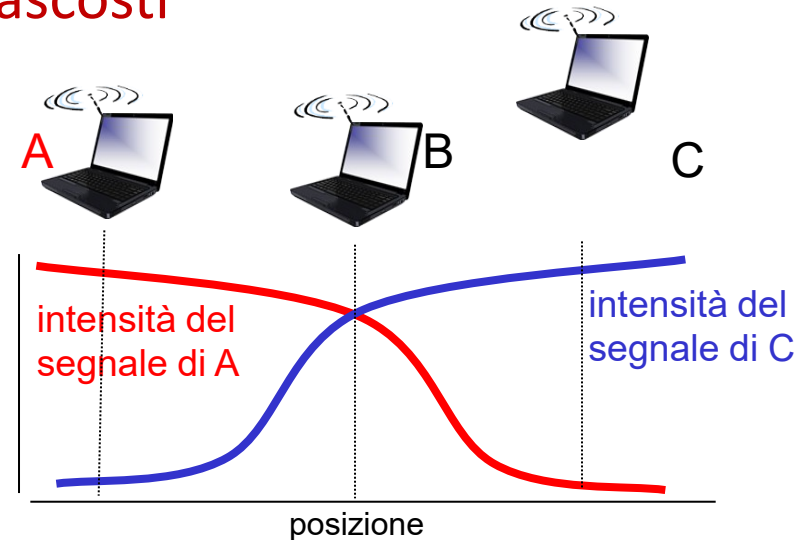 ascosti
A
B
C
intensità del
segnale di A
intensità del
segnale di C
posizione